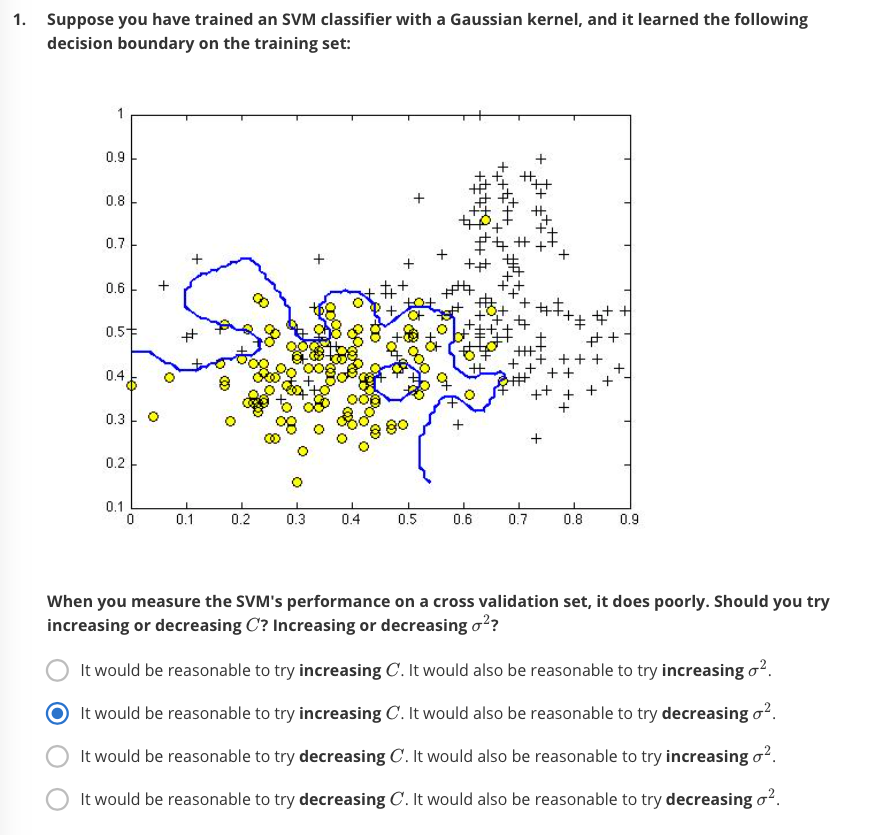 1. Suppose you have trained an SVM classifier with a Gaussian kernel, and it learned the following
decision boundary on the training set:
1
0.9
0.8
0.7
0.6
0.5
0.4
0.3
0.2
0.1
0 0.1 0.2 0.3 0.4 0.5 0.6 0.7 0.8 0.9
When you measure the SVM's performance on a cross validation set, it does poorly. Should you try
increasing or decreasing C? Increasing or decreasing σ²?
It would be reasonable to try increasing C. It would also be reasonable to try increasing σ².
It would be reasonable to try increasing C. It would also be reasonable to try decreasing σ².
It would be reasonable to try decreasing C. It would also be reasonable to try increasing σ².
It would be reasonable to try decreasing C. It would also be reasonable to try decreasing σ².